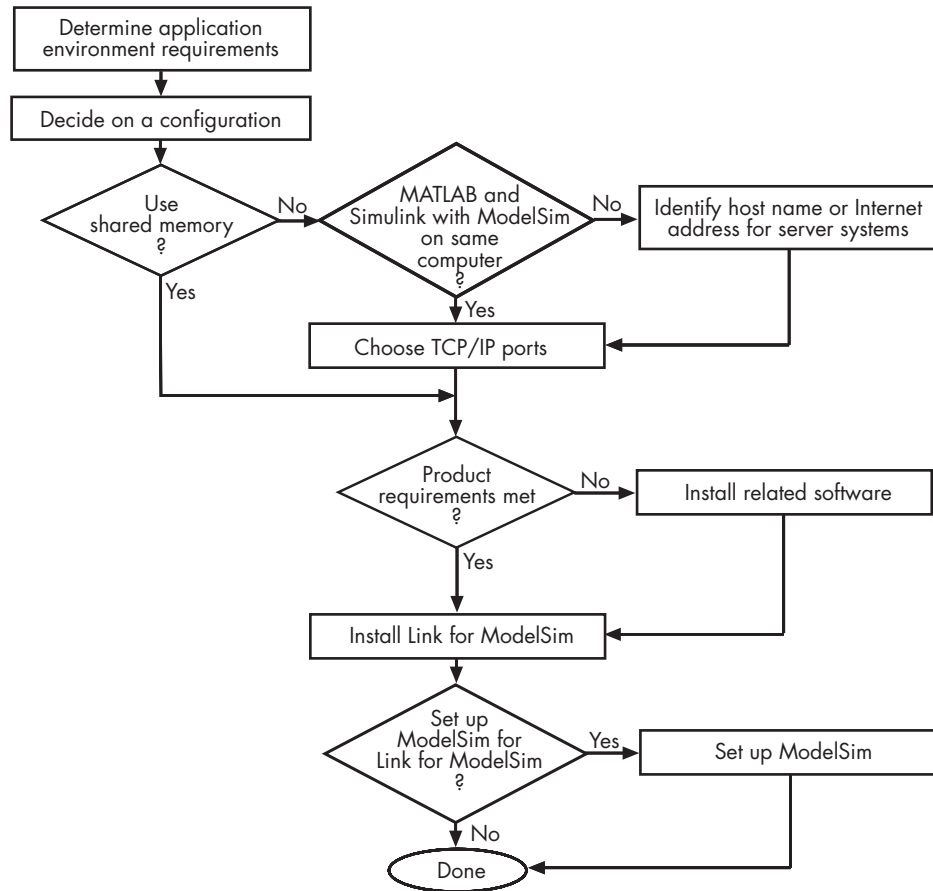 Determine application
environment requirements
Decide on a configuration
Use
shared memory
?
No
Yes
MATLAB and
Simulink with ModelSim
on same
computer
?
No
Yes
Identify host name or Internet
address for server systems
Choose TCP/IP ports
Product
requirements met
?
No
Yes
Install related software
Install Link for ModelSim
Set up
ModelSim for
Link for ModelSim
?
Yes
No
Set up ModelSim
Done